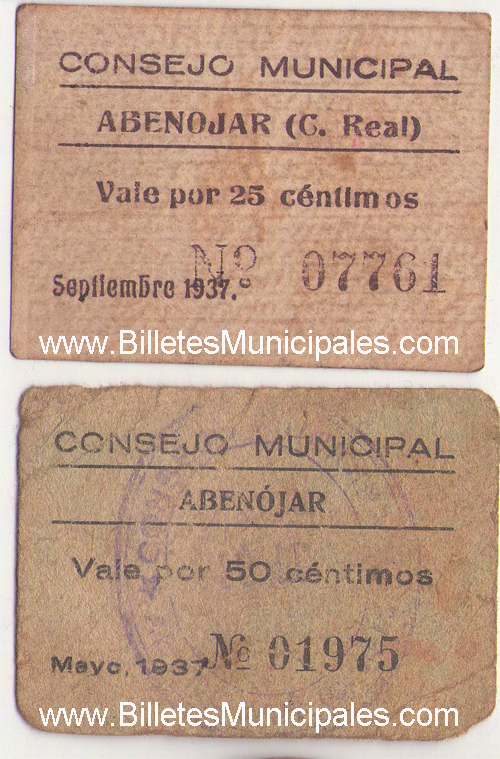 CONSEJO MUNICIPAL
ABENOJAR (C. Real)
Vale por 25 céntimos
Septiembre 1937. Nº. 07761
www.BilletesMunicipales.com
CONSEJO MUNICIPAL
ABENÓJAR
Vale por 50 céntimos
Mayo, 1937 Nº 01975
www.BilletesMunicipales.com